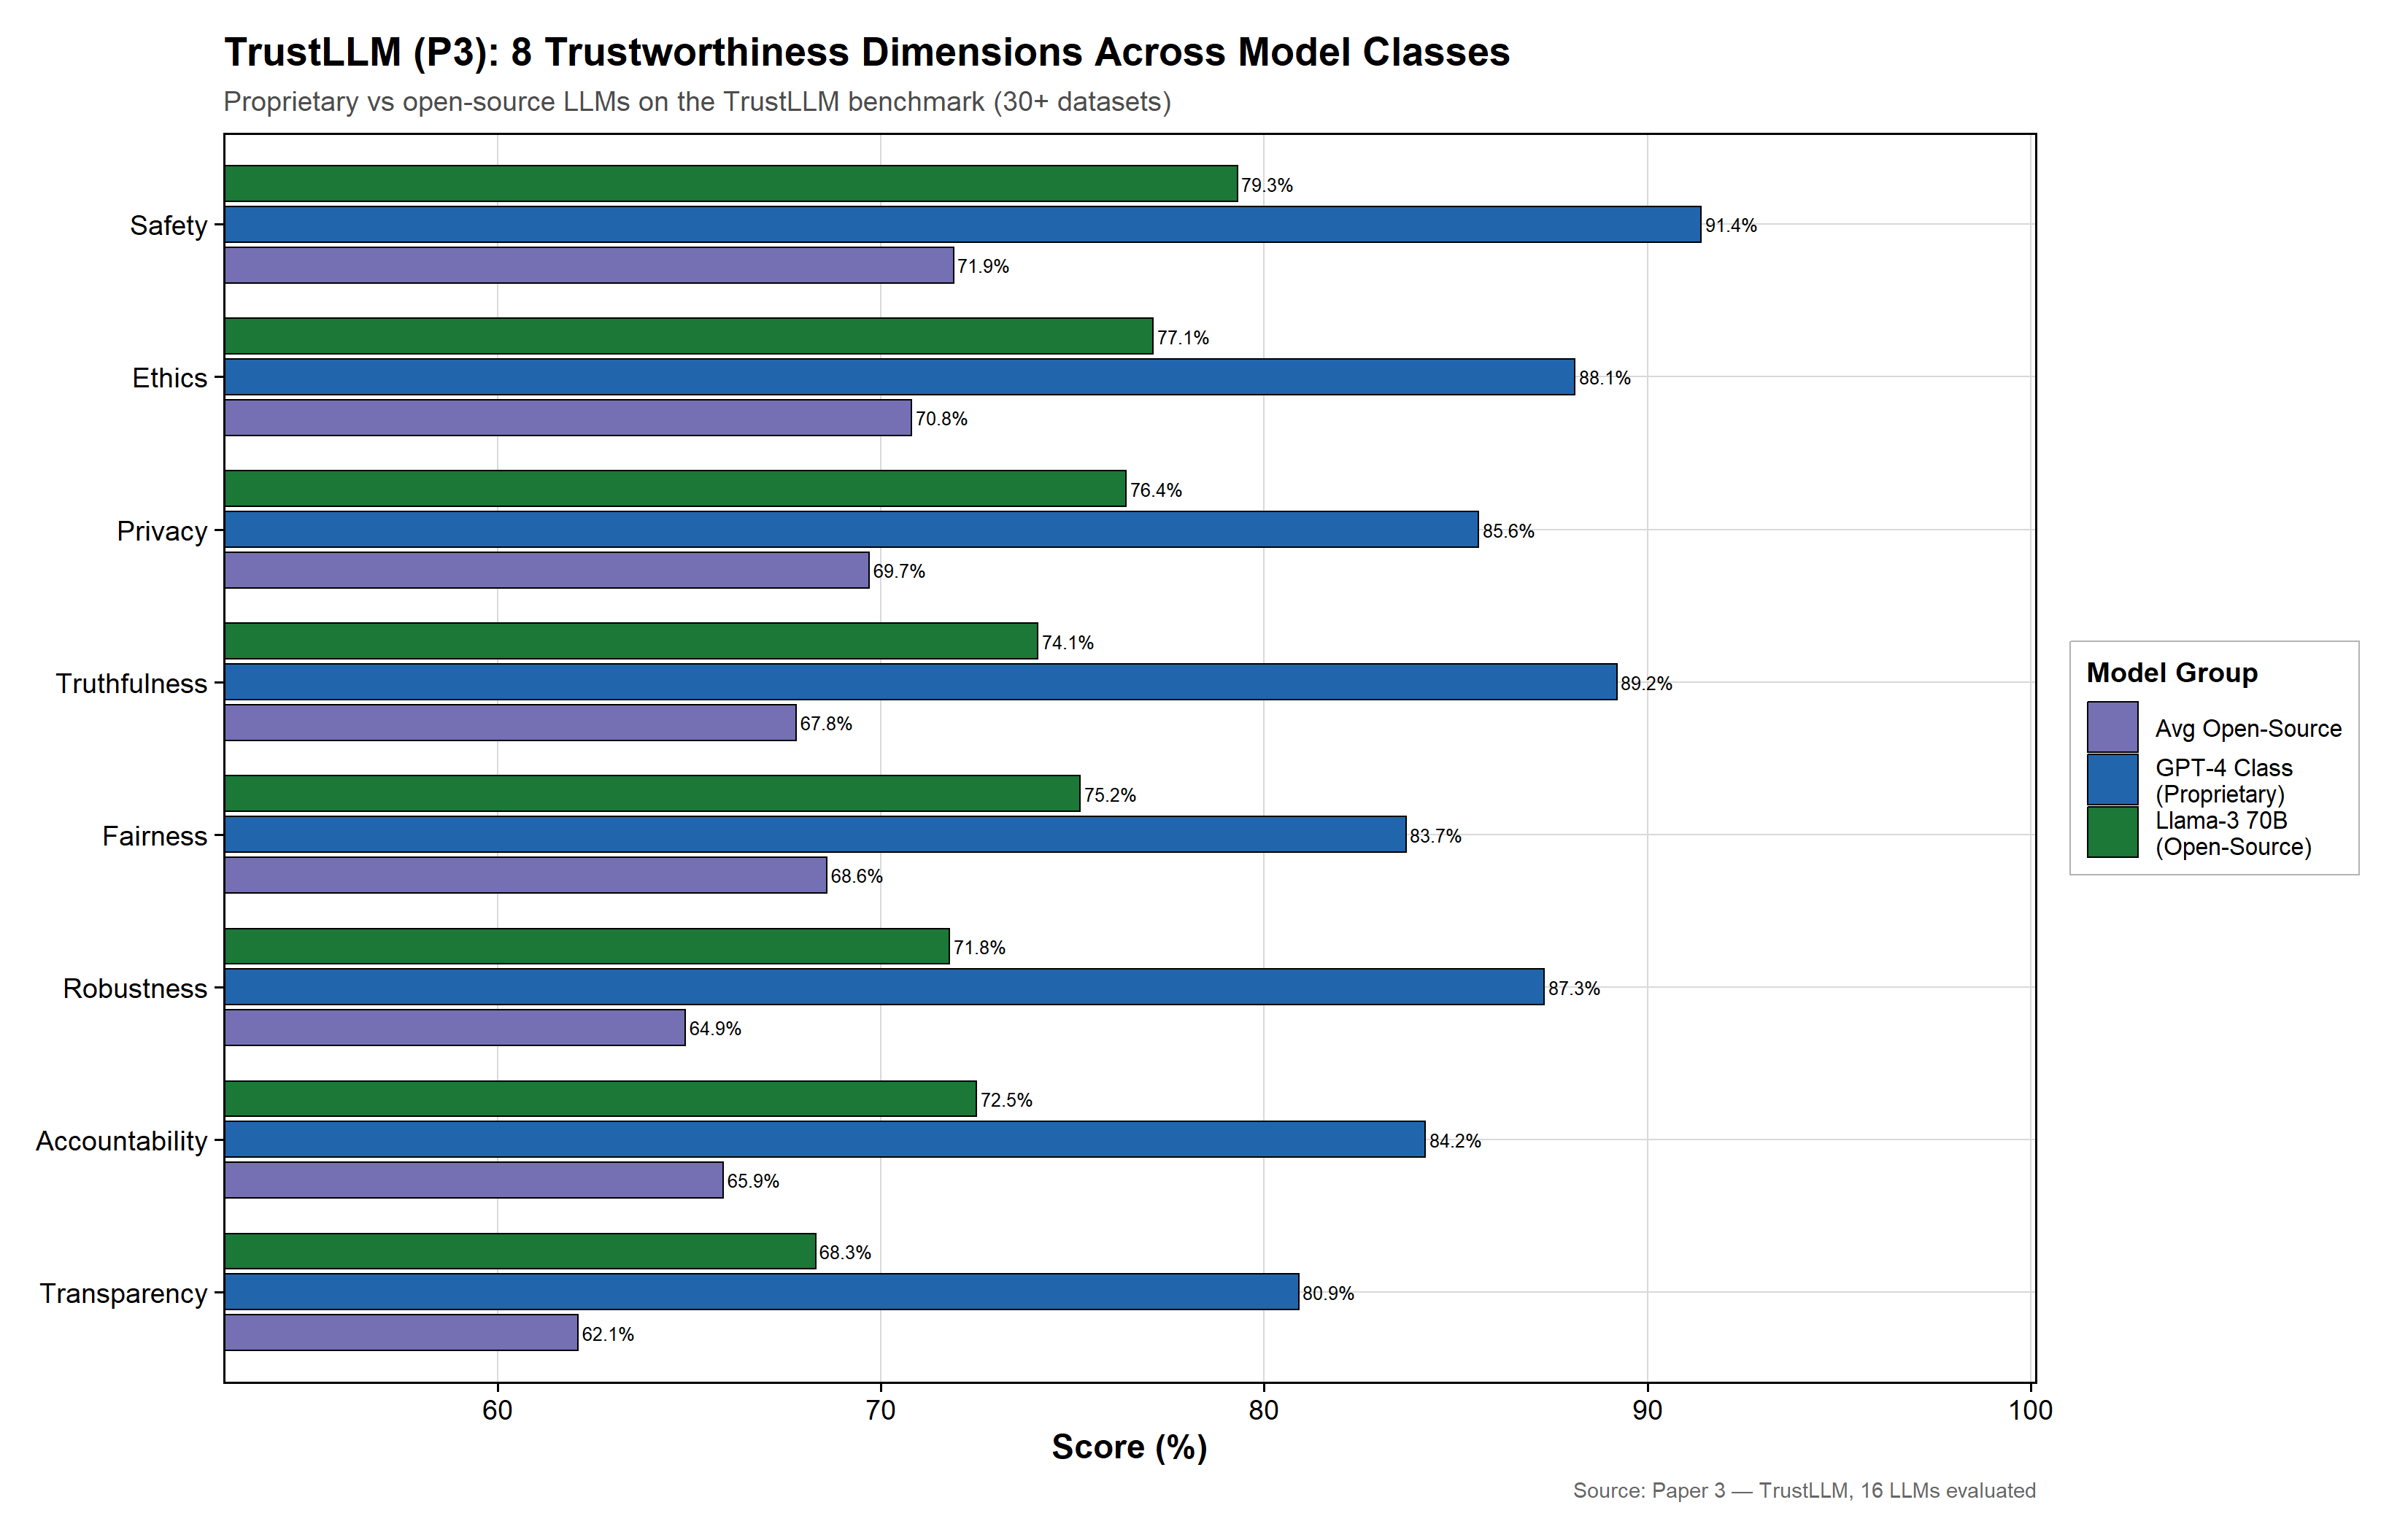 TrustLLM (P3): 8 Trustworthiness Dimensions Across Model Classes
Proprietary vs open-source LLMs on the TrustLLM benchmark (30+ datasets)
79.3%
Safety
91.4%
71.9%
77.1%
Ethics
88.1%
70.8%
76.4%
Privacy
85.6%
69.7%
74.1%
Truthfulness
89.2%
67.8%
75.2%
Fairness
83.7%
68.6%
71.8%
Robustness
87.3%
64.9%
72.5%
Accountability
84.2%
65.9%
68.3%
Transparency
80.9%
62.1%
60
70
80
90
100
Score (%)
Model Group
Avg Open-Source
GPT-4 Class
(Proprietary)
Llama-3 70B
(Open-Source)
Source: Paper 3 — TrustLLM, 16 LLMs evaluated